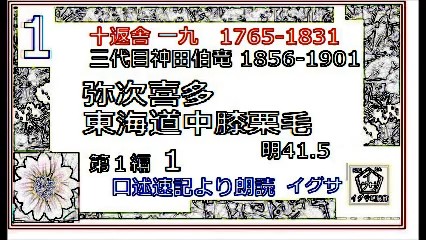 1
十返舎 一九 1765-1831
三代目神田伯竜 1856-1901
弥次喜多
東海道中膝栗毛
明41.5
第1編 1
口述速記より朗読 イグサ